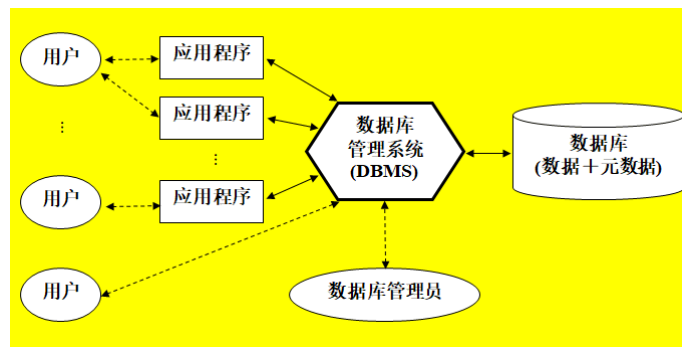 用户
应用程序
应用程序
数据库
管理系统
(DBMS)
数据库
(数据＋元数据)
…
…
用户
应用程序
用户
数据库管理员